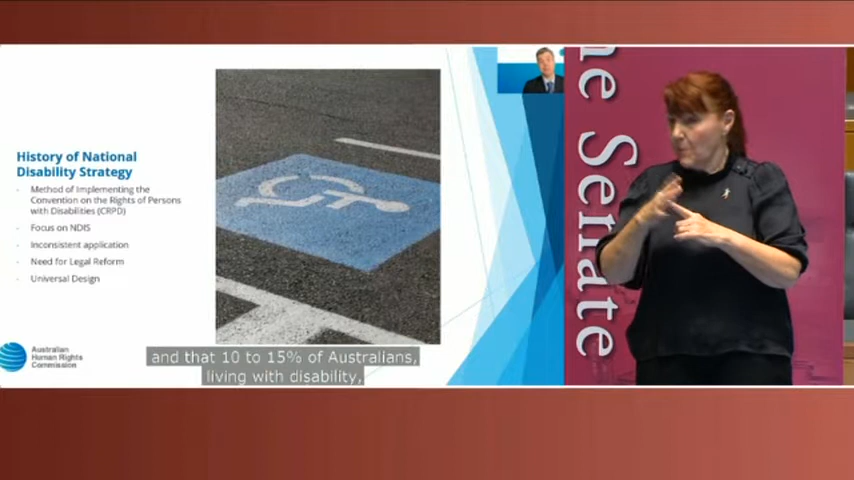 History of National
Disability Strategy
- Method of Implementing the
Convention on the Rights of Persons
with Disabilities (CRPD)
- Focus on NDIS
- Inconsistent application
- Need for Legal Reform
- Universal Design
Australian
Human Rights
Commission
and that 10 to 15% of Australians,
living with disability,
he Senate